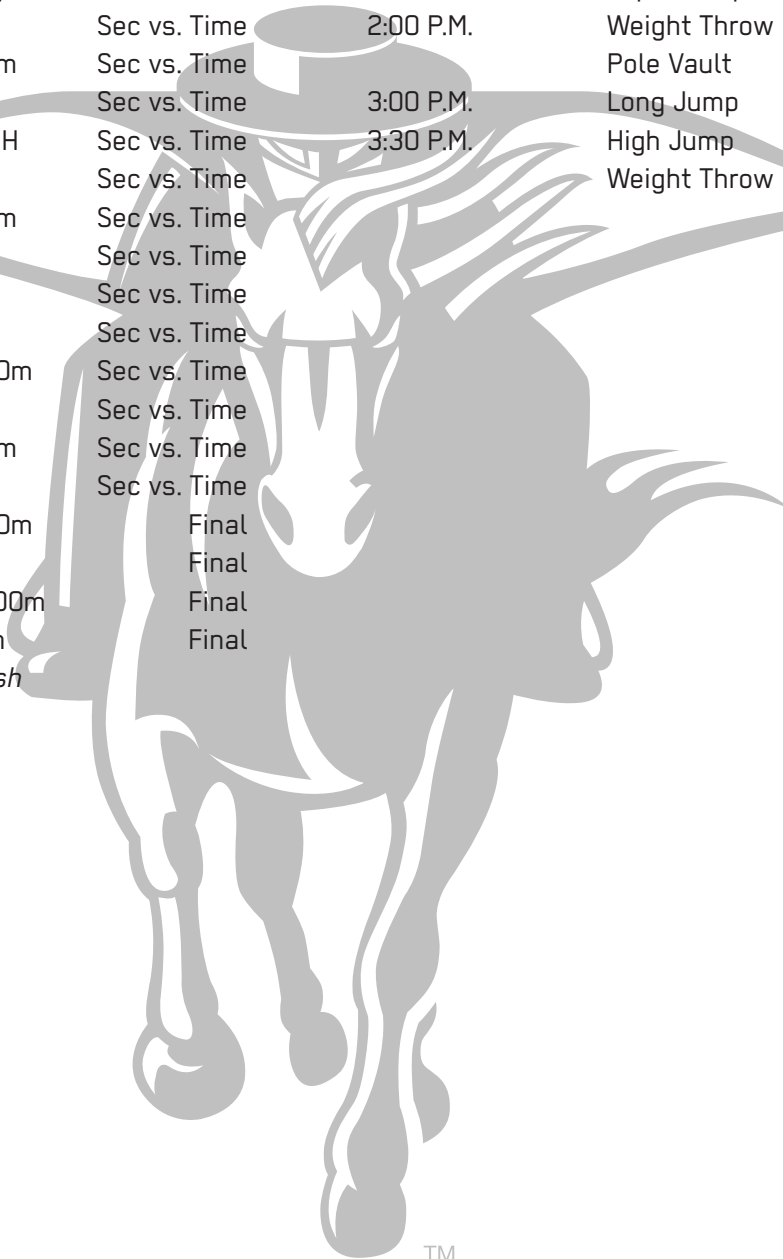 Sec vs. Time 2:00 P.M. Weight Throw
m Sec vs. Time Pole Vault
Sec vs. Time 3:00 P.M. Long Jump
H Sec vs. Time 3:30 P.M. High Jump
Sec vs. Time Weight Throw
m Sec vs. Time
Sec vs. Time
Sec vs. Time
Sec vs. Time
0m Sec vs. Time
Sec vs. Time
m Sec vs. Time
Sec vs. Time
0m Final
Final
00m Final
Final
sh
TM